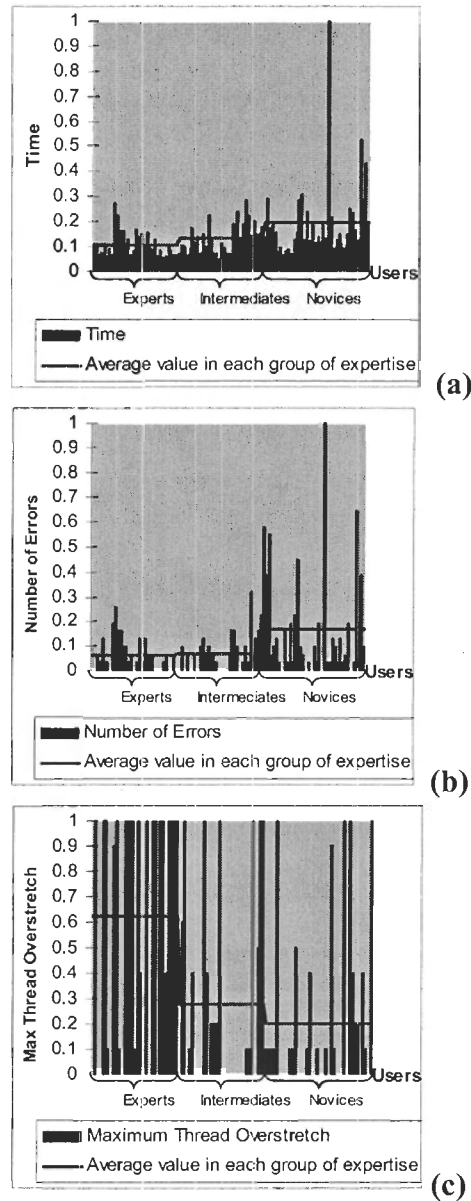 1
0.9
0.8
0.7
0.6
0.5
0.4
0.3
0.2
0.1
0
Time
Users
Experts Intermediates Novices
Time
Average value in each group of expertise
(a)
1
0.9
0.8
0.7
0.6
0.5
0.4
0.3
0.2
0.1
0
Number of Errors
Users
Experts Intermediates Novices
Number of Errors
Average value in each group of expertise
(b)
1
0.9
0.8
0.7
0.6
0.5
0.4
0.3
0.2
0.1
0
Max Thread Overstretch
Users
Experts Intermediates Novices
Maximum Thread Overstretch
Average value in each group of expertise
(c)